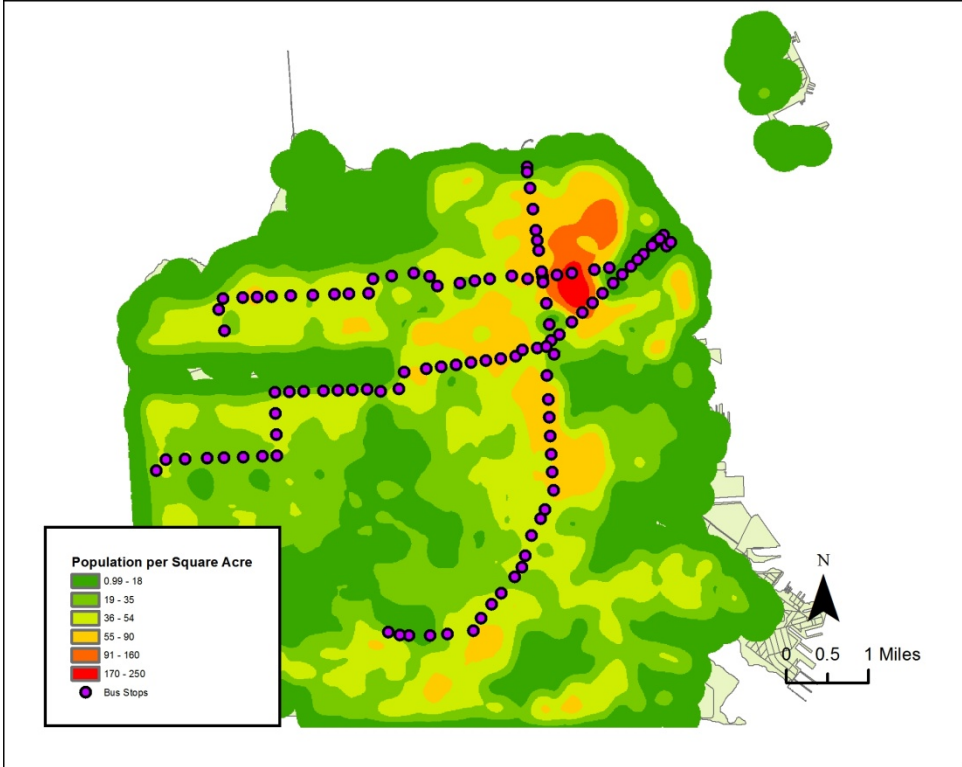 Population per Square Acre
0.99 - 18
19 - 35
36 - 54
55 - 90
91 - 160
170 - 250
Bus Stops
N
0 0.5 1 Miles